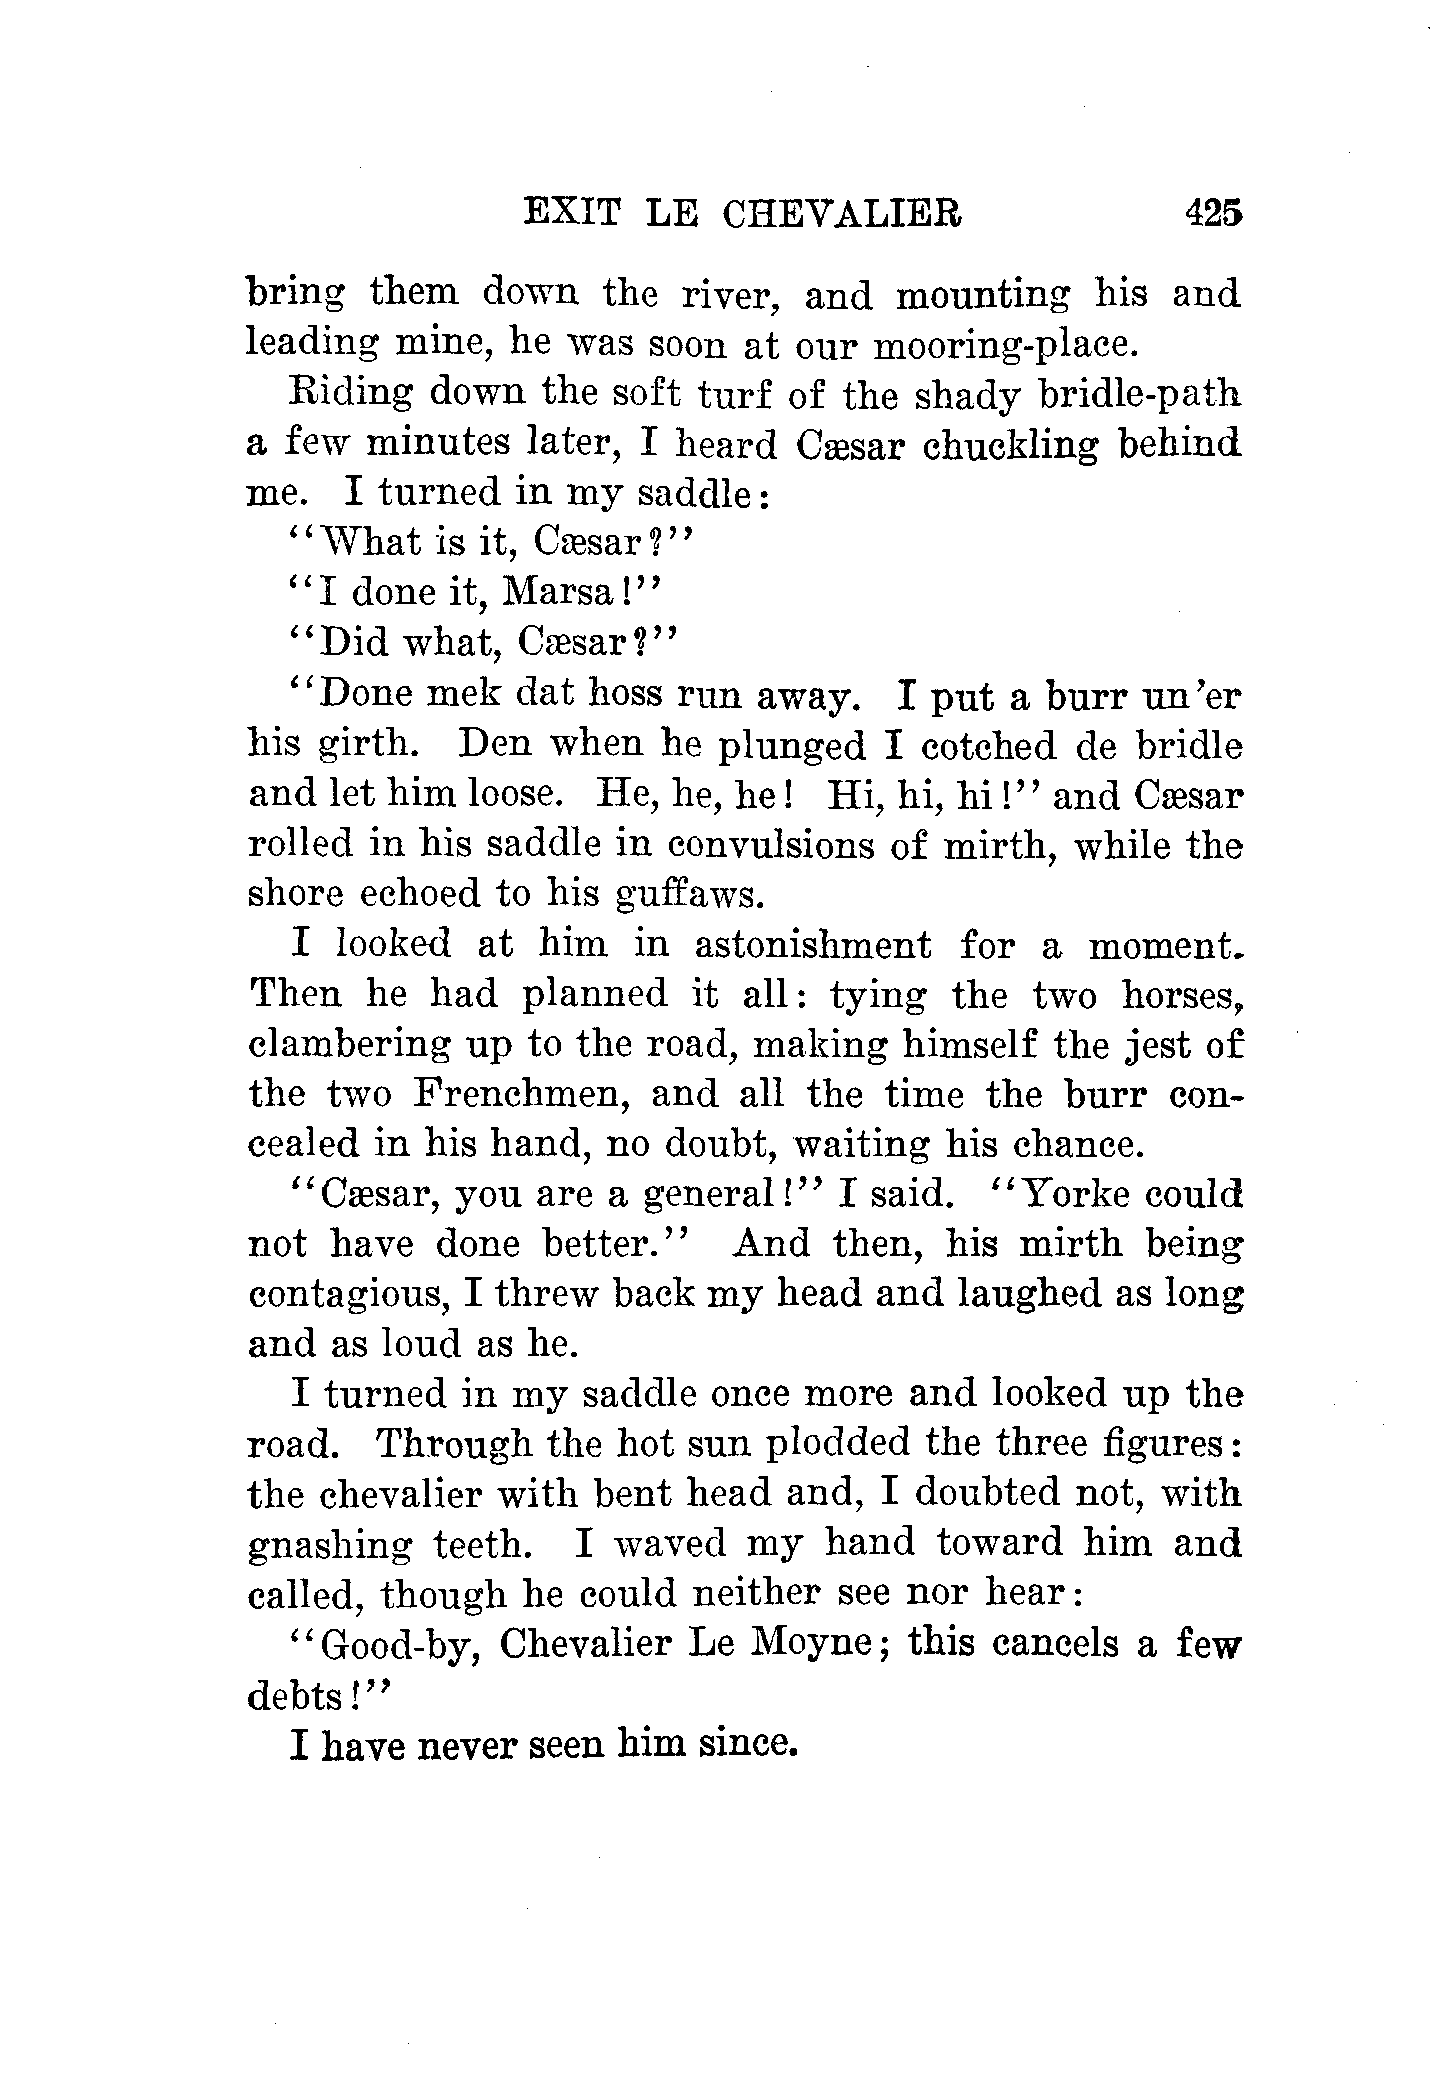 EXIT LE CHEVALIER 425
bring them down the river, and mounting his and
leading mine, he was soon at our mooring-place.
Riding down the soft turf of the shady bridle-path
a few minutes later, I heard Cæsar chuckling behind
me. I turned in my saddle:
"What is it, Cæsar?"
"I done it, Marsa!"
"Did what, Cæsar?"
"Done mek dat hoss run away. I put a burr un'er
his girth. Den when he plunged I cotched de bridle
and let him loose. He, he, he! Hi, hi, hi!" and Cæsar
rolled in his saddle in convulsions of mirth, while the
shore echoed to his guffaws.
I looked at him in astonishment for a moment.
Then he had planned it all: tying the two horses,
clambering up to the road, making himself the jest of
the two Frenchmen, and all the time the burr con-
cealed in his hand, no doubt, waiting his chance.
"Cæsar, you are a general!" I said. "Yorke could
not have done better." And then, his mirth being
contagious, I threw back my head and laughed as long
and as loud as he.
I turned in my saddle once more and looked up the
road. Through the hot sun plodded the three figures:
the chevalier with bent head and, I doubted not, with
gnashing teeth. I waved my hand toward him and
called, though he could neither see nor hear:
"Good-by, Chevalier Le Moyne; this cancels a few
debts!"
I have never seen him since.